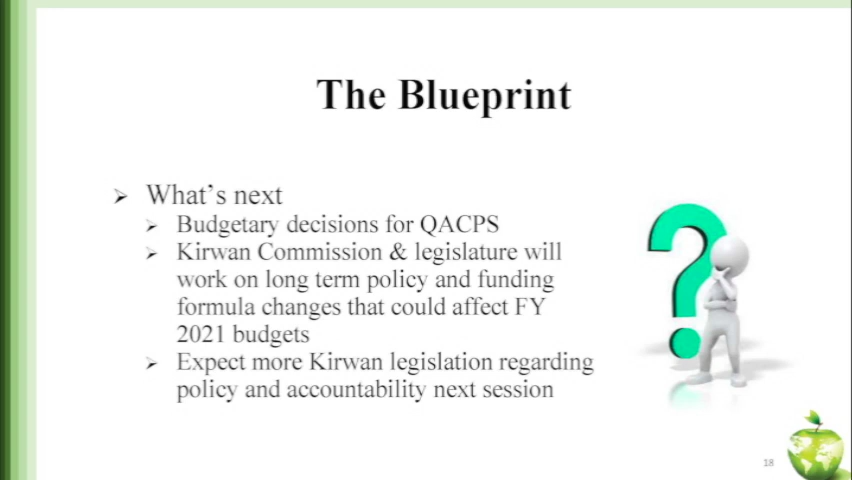 The Blueprint
What's next
Budgetary decisions for QACPS
Kirwan Commission & legislature will
work on long term policy and funding
formula changes that could affect FY
2021 budgets
Expect more Kirwan legislation regarding
policy and accountability next session
18